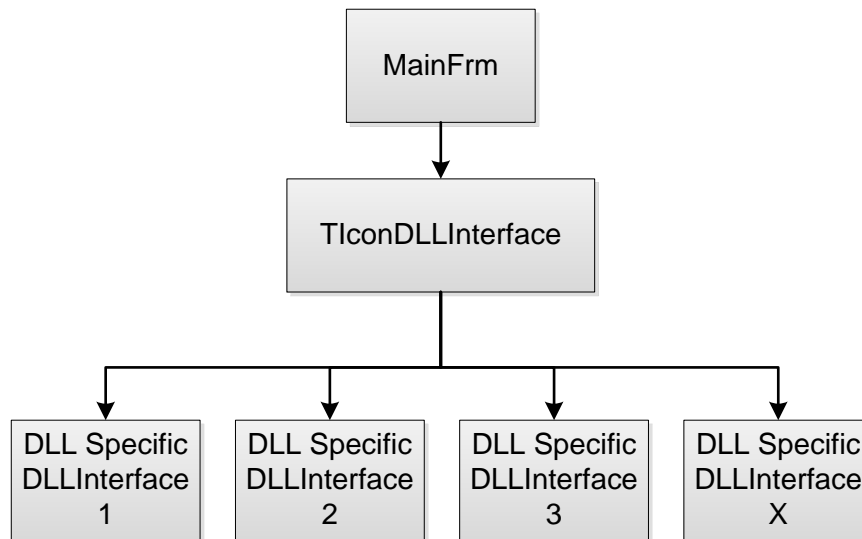 MainFrm
TIconDLLInterface
DLL Specific
DLLInterface
1
DLL Specific
DLLInterface
2
DLL Specific
DLLInterface
3
DLL Specific
DLLInterface
X